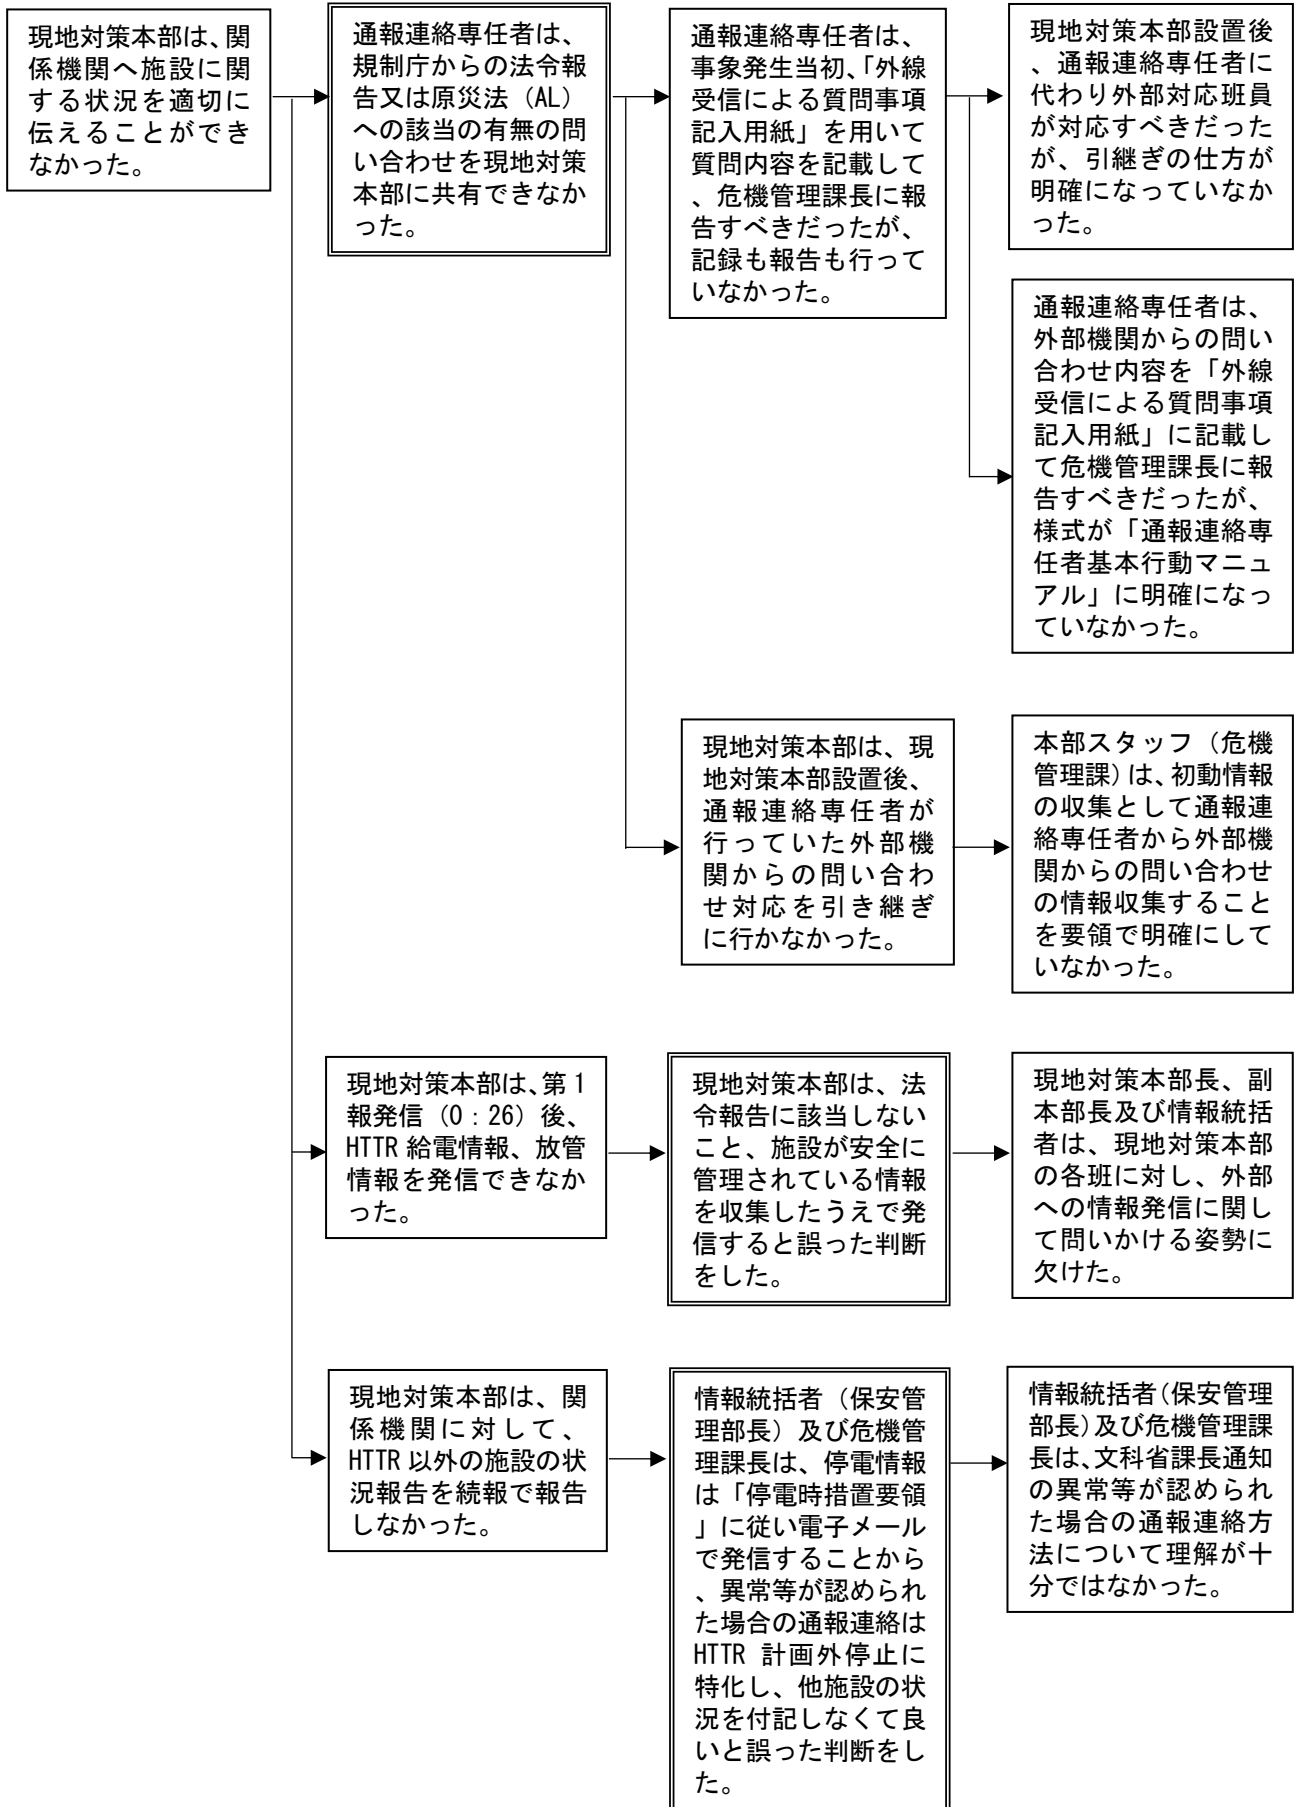 現地対策本部は、関
係機関へ施設に関
する状況を適切に
伝えることができ
なかった。
通報連絡専任者は、
規制庁からの法令報
告又は原災法（AL）
への該当の有無の問
い合わせを現地対策
本部に共有できなか
った。
通報連絡専任者は、
事象発生当初、「外線
受信による質問事項
記入用紙」を用いて
質問内容を記載して
、危機管理課長に報
告すべきだったが、
記録も報告も行って
いなかった。
現地対策本部設置後
、通報連絡専任者に
代わり外部対応班員
が対応すべきだった
が、引継ぎの仕方が
明確になっていなか
った。
通報連絡専任者は、
外部機関からの問い
合わせ内容を「外線
受信による質問事項
記入用紙」に記載し
て危機管理課長に報
告すべきだったが、
様式が「通報連絡専
任者基本行動マニュ
アル」に明確になっ
ていなかった。
現地対策本部は、現
地対策本部設置後、
通報連絡専任者が
行っていた外部機
関からの問い合わ
せ対応を引き継ぎ
に行かなかった。
本部スタッフ（危機
管理課）は、初動情報
の収集として通報連
絡専任者から外部機
関からの問い合わせ
の情報収集すること
を要領で明確にして
いなかった。
現地対策本部は、第1
報発信（0：26）後、
HTTR 給電情報、放管
情報を発信できなか
った。
現地対策本部は、法
令報告に該当しない
こと、施設が安全に
管理されている情報
を収集したうえで発
信すると誤った判断
をした。
現地対策本部長、副
本部長及び情報統括
者は、現地対策本部
の各班に対し、外部
への情報発信に関し
て問いかける姿勢に
欠けた。
現地対策本部は、関
係機関に対して、
HTTR 以外の施設の状
況報告を続報で報告
しなかった。
情報統括者（保安管
理部長）及び危機管
理課長は、停電情報
は「停電時措置要領
」に従い電子メール
で発信することから
、異常等が認められ
た場合の通報連絡は
HTTR 計画外停止に
特化し、他施設の状
況を付記しなくて良
いと誤った判断をし
た。
情報統括者（保安管理
部長）及び危機管理課
長は、文科省課長通知
の異常等が認められ
た場合の通報連絡方
法について理解が十
分ではなかった。